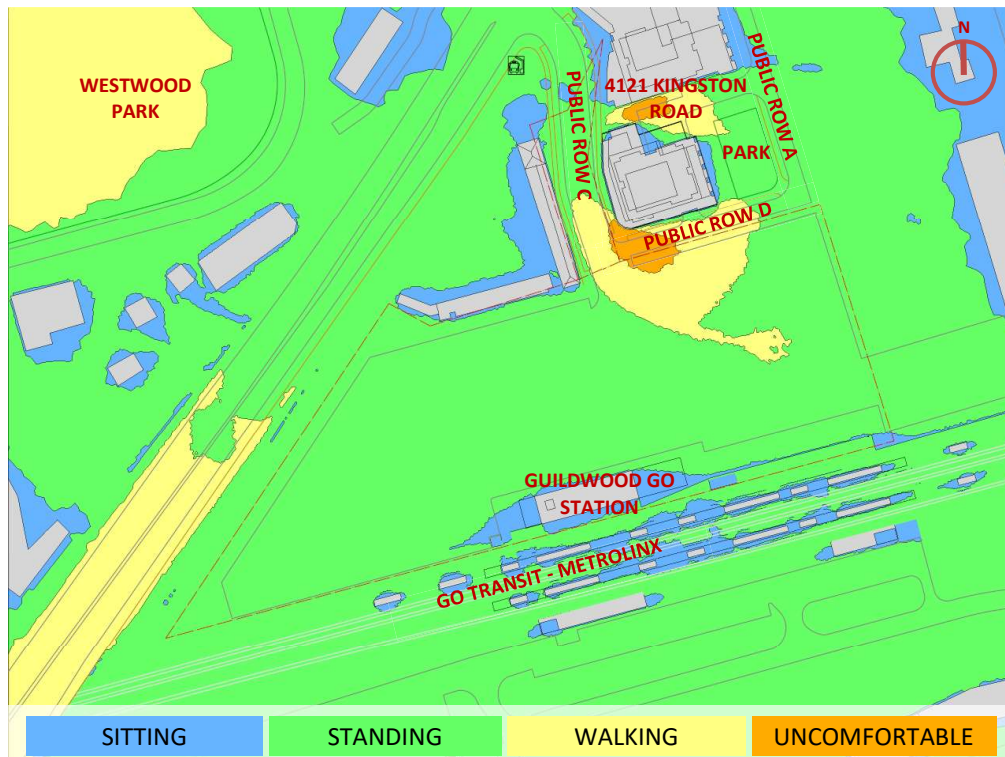 N
WESTWOOD
PARK
PUBLIC ROW C
4121 KINGSTON
ROAD
PUBLIC ROW A
PARK
PUBLIC ROW D
GUILDWOOD GO
STATION
GO TRANSIT - METROLINX
SITTING
STANDING
WALKING
UNCOMFORTABLE